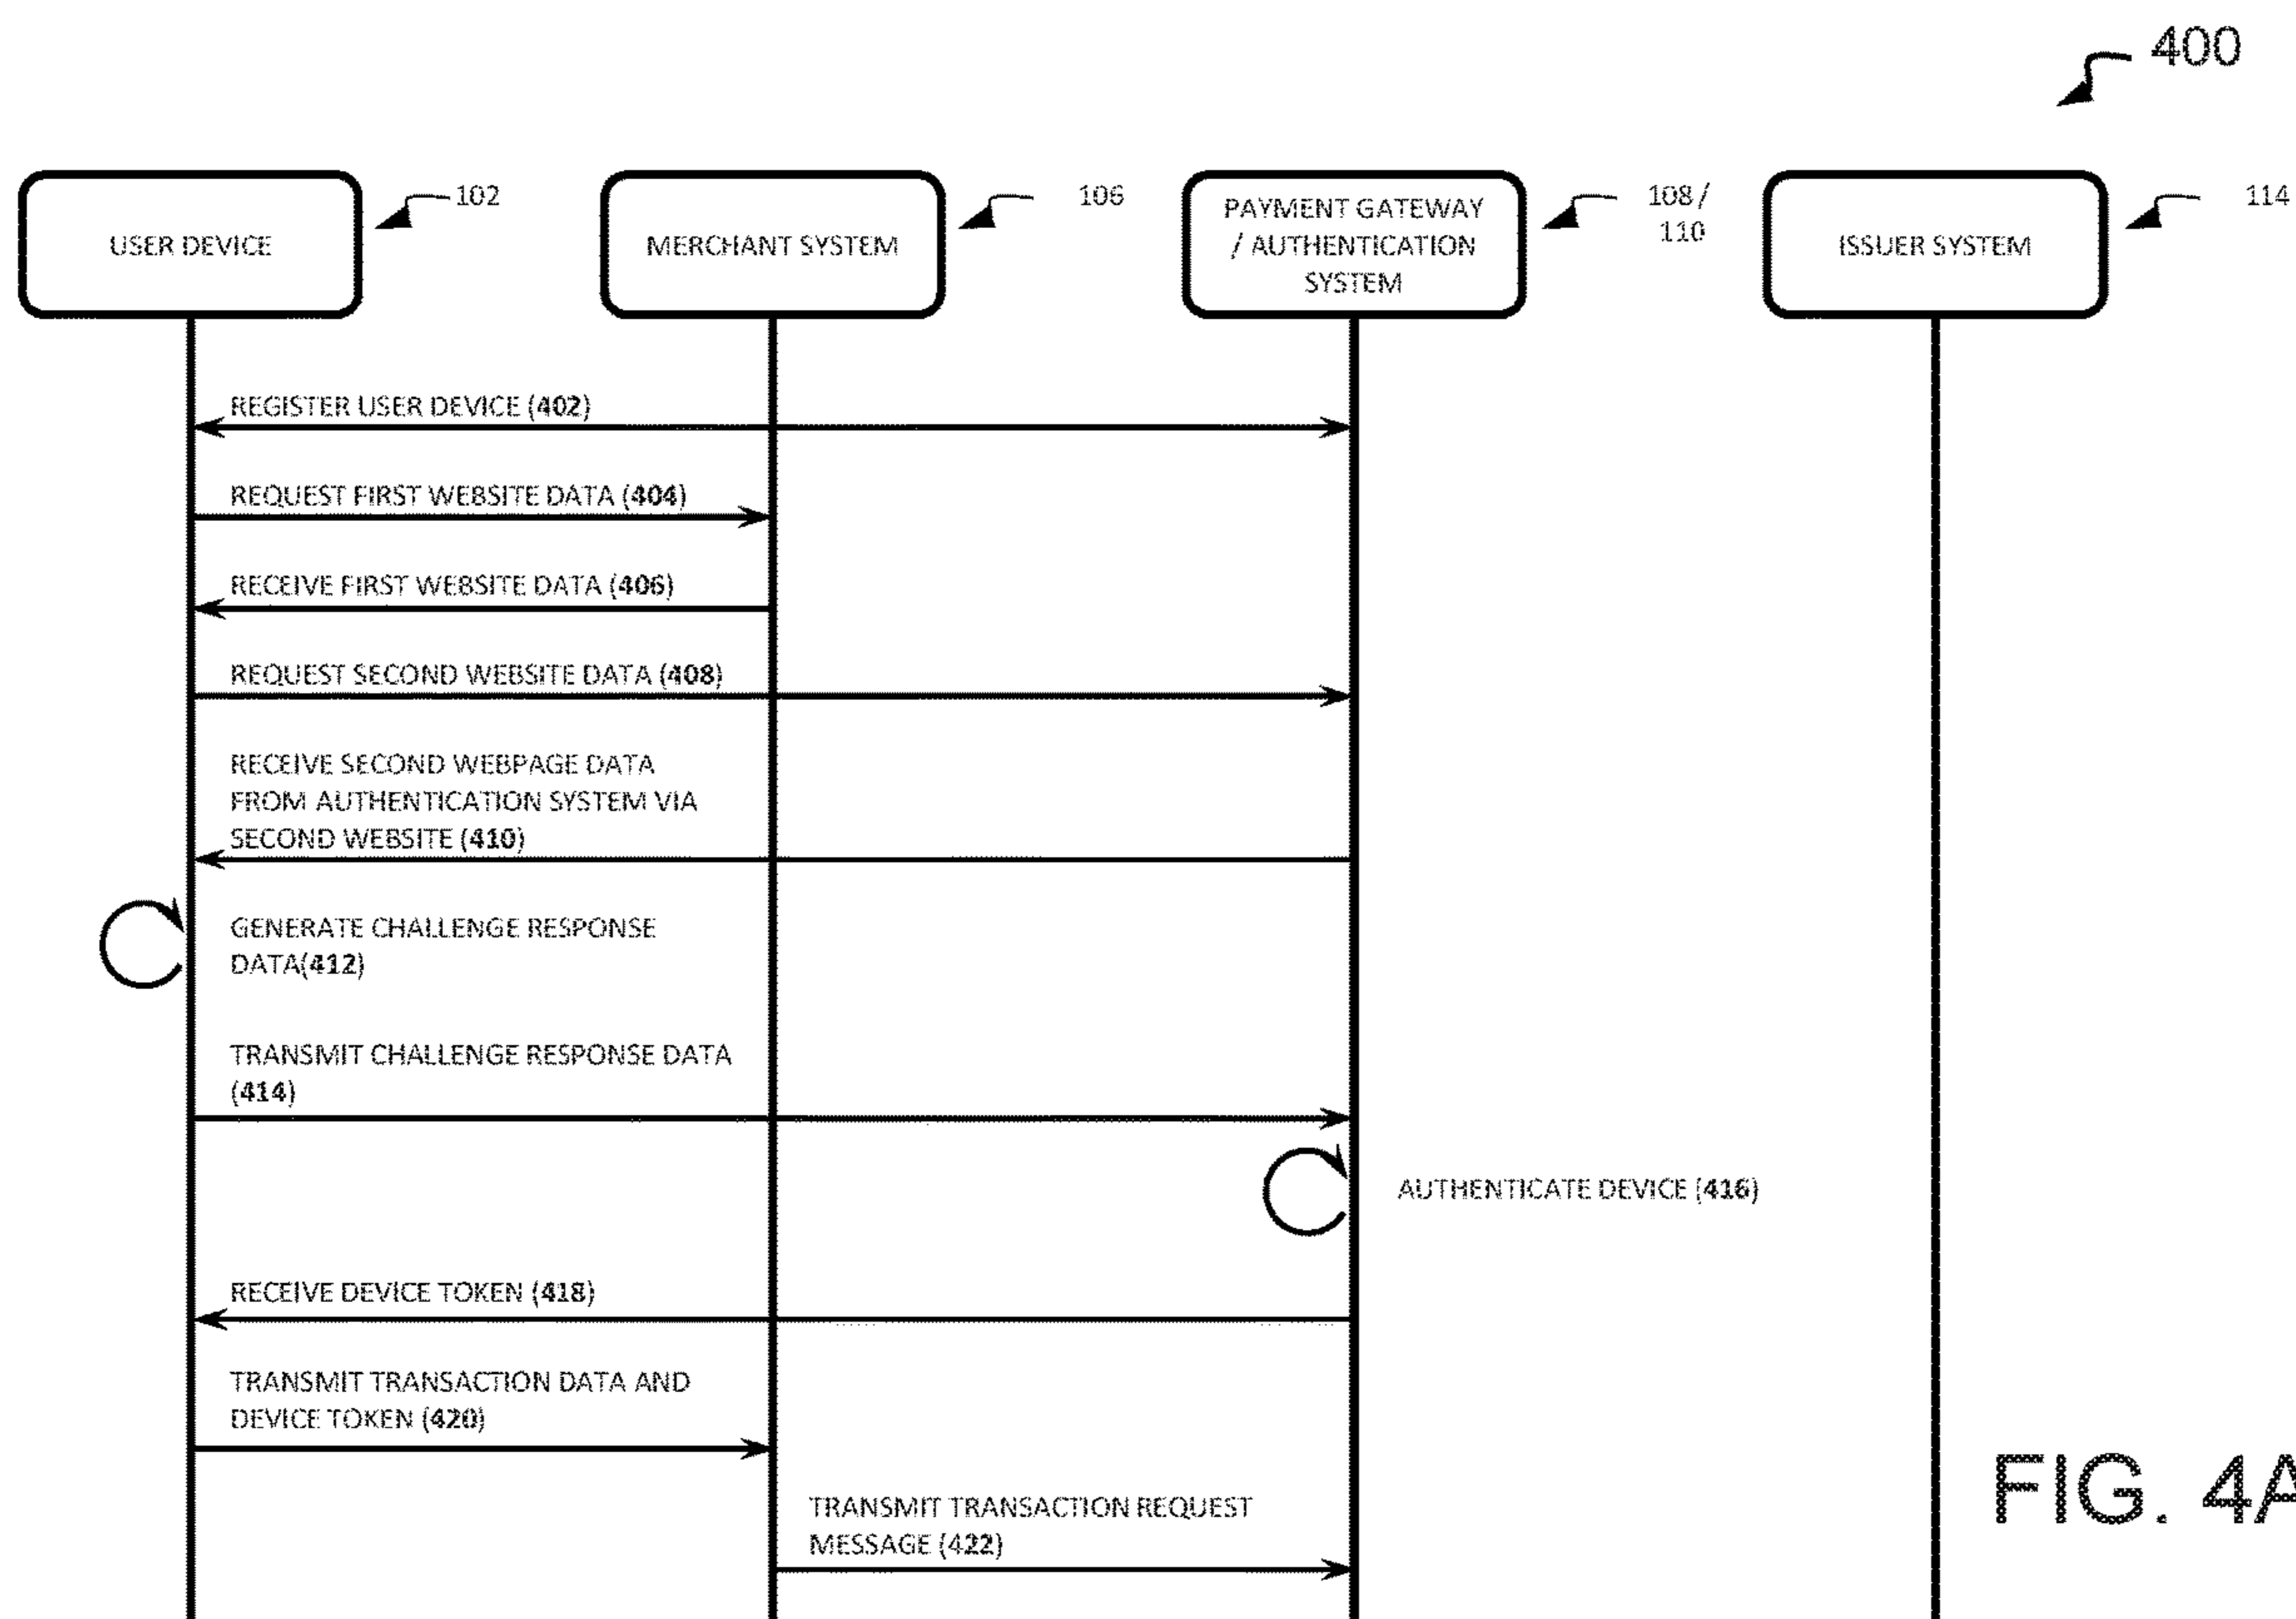 400
USER DEVICE
102
MERCHANT SYSTEM
106
PAYMENT GATEWAY
/ AUTHENTICATION
SYSTEM
108/
110
ISSUER SYSTEM
114
REGISTER USER DEVICE (402)
REQUEST FIRST WEBSITE DATA (404)
RECEIVE FIRST WEBSITE DATA (406)
REQUEST SECOND WEBSITE DATA (408)
RECEIVE SECOND WEBPAGE DATA
FROM AUTHENTICATION SYSTEM VIA
SECOND WEBSITE (410)
GENERATE CHALLENGE RESPONSE
DATA(412)
TRANSMIT CHALLENGE RESPONSE DATA
(414)
AUTHENTICATE DEVICE (416)
RECEIVE DEVICE TOKEN (418)
TRANSMIT TRANSACTION DATA AND
DEVICE TOKEN (420)
TRANSMIT TRANSACTION REQUEST
MESSAGE (422)
FIG. 4A